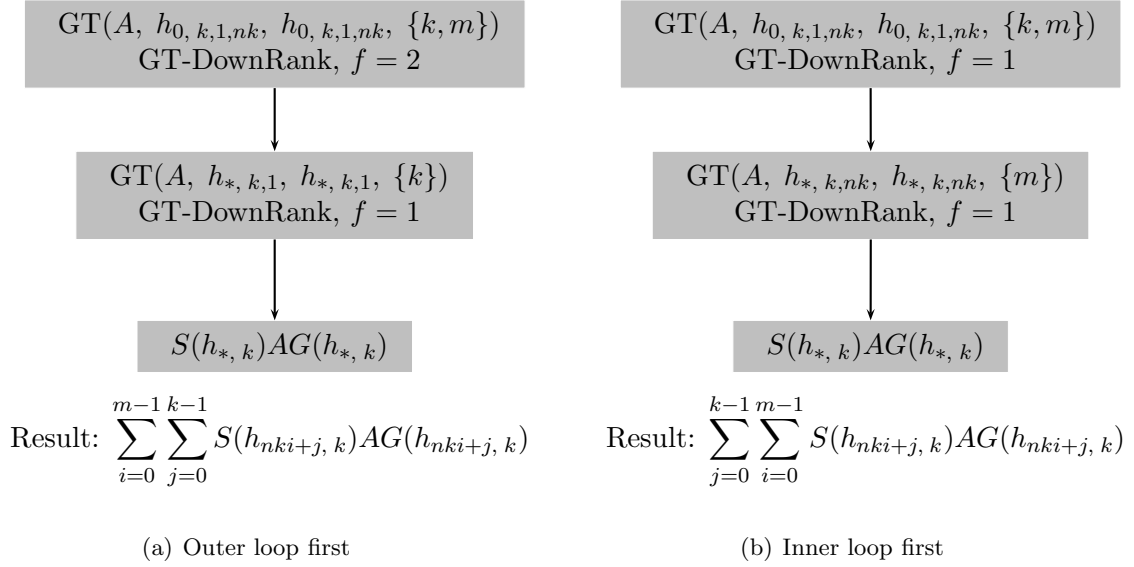 GT(A, h_{0, k,1,nk}, h_{0, k,1,nk}, {k, m})
GT-DownRank, f = 2
GT(A, h_{*, k,1}, h_{*, k,1}, {k})
GT-DownRank, f = 1
S(h_{*, k})AG(h_{*, k})
Result: \sum_{i=0}^{m-1} \sum_{j=0}^{k-1} S(h_{nki+j, k})AG(h_{nki+j, k})
(a) Outer loop first
GT(A, h_{0, k,1,nk}, h_{0, k,1,nk}, {k, m})
GT-DownRank, f = 1
GT(A, h_{*, k,nk}, h_{*, k,nk}, {m})
GT-DownRank, f = 1
S(h_{*, k})AG(h_{*, k})
Result: \sum_{j=0}^{k-1} \sum_{i=0}^{m-1} S(h_{nki+j, k})AG(h_{nki+j, k})
(b) Inner loop first